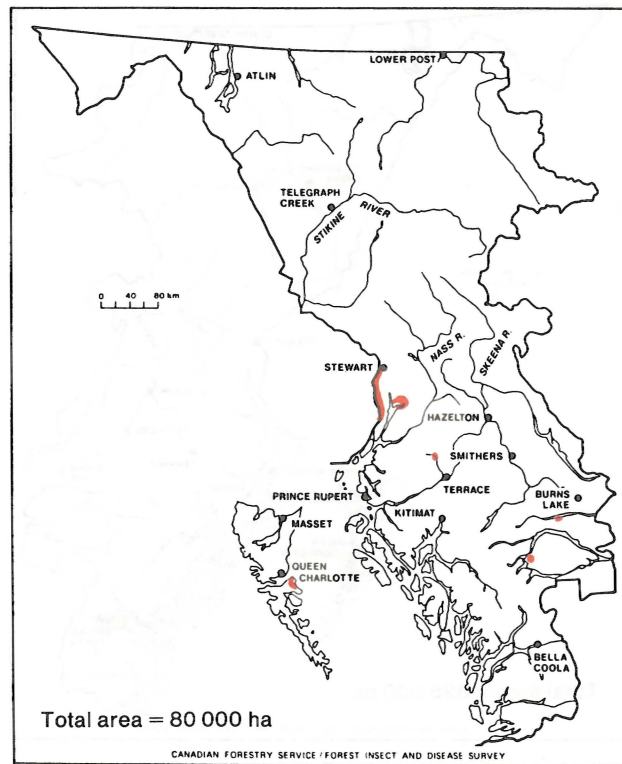 LOWER POST
ATLIN
TELEGRAPH
CREEK
STIKINE
RIVER
0 40 80 km
NASS R.
SKEENA R.
STEWART
HAZELTON
SMITHERS
TERRACE
PRINCE RUPERT
BURNS
LAKE
MASSET
KITIMAT
QUEEN
CHARLOTTE
BELLA
COOLA
Total area = 80 000 ha
CANADIAN FORESTRY SERVICE / FOREST INSECT AND DISEASE SURVEY